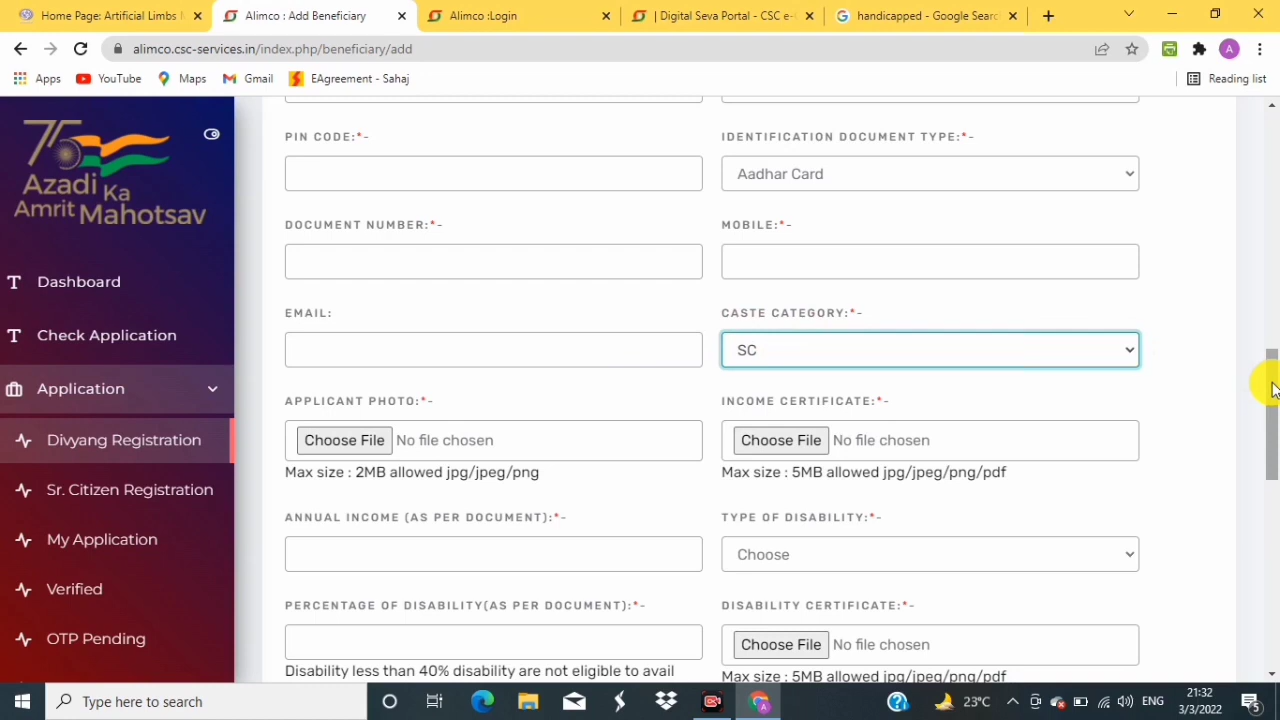 Home Page: Artificial Limbs
Alimco : Add Beneficiary
Alimco :Login
| Digital Seva Portal - CSC e-
handicapped - Google Search
alimco.csc-services.in/index.php/beneficiary/add
A
Apps
YouTube
Maps
Gmail
EAgreement - Sahaj
Reading list
75
Azadi Ka
Amrit Mahotsav
Dashboard
Check Application
Application
Divyang Registration
Sr. Citizen Registration
My Application
Verified
OTP Pending
PIN CODE:*-
IDENTIFICATION DOCUMENT TYPE:*-
Aadhar Card
DOCUMENT NUMBER:*-
MOBILE:*-
EMAIL:
CASTE CATEGORY:*-
SC
APPLICANT PHOTO:*-
INCOME CERTIFICATE:*-
Choose File No file chosen
Choose File No file chosen
Max size : 2MB allowed jpg/jpeg/png
Max size : 5MB allowed jpg/jpeg/png/pdf
ANNUAL INCOME (AS PER DOCUMENT):*-
TYPE OF DISABILITY:*-
Choose
PERCENTAGE OF DISABILITY(AS PER DOCUMENT):*-
DISABILITY CERTIFICATE:*-
Choose File No file chosen
Disability less than 40% disability are not eligible to avail
Max size : 5MB allowed jpg/jpeg/png/pdf
Type here to search
23°C
ENG
21:32
3/3/2022
5